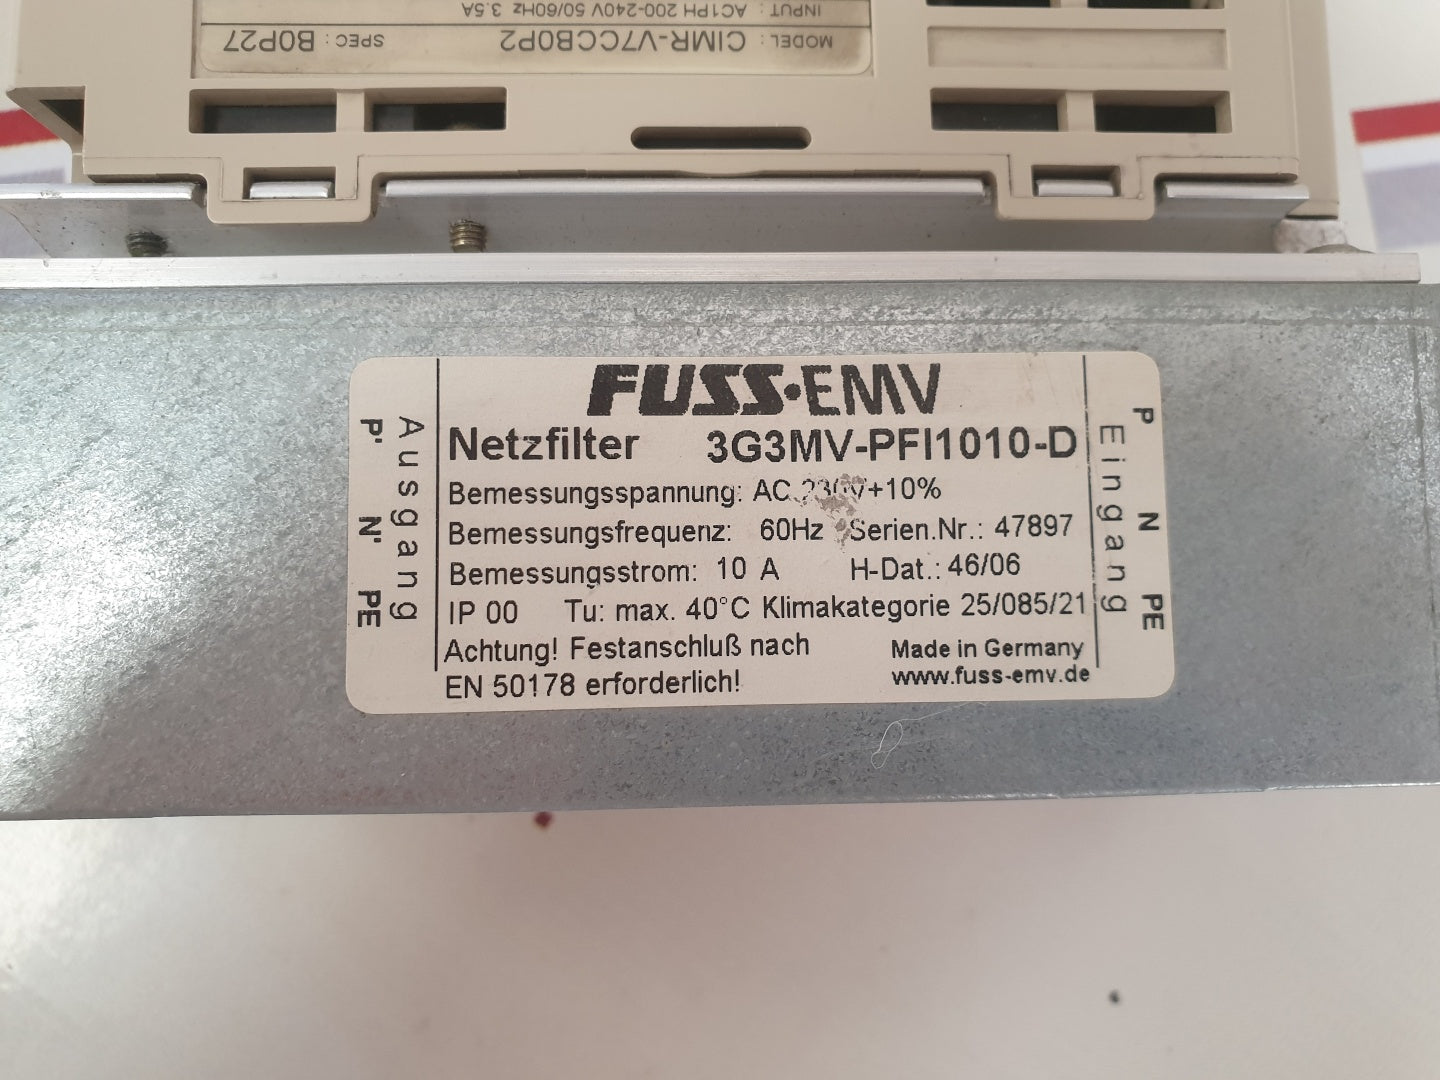 INPUT : AC1PH 200-240V 50/60Hz 3.5A
MODEL : CIMR-V7CCB0P2 SPEC : B0P27
FUSS·EMV
Netzfilter 3G3MV-PFI1010-D
Bemessungsspannung: AC 230V+10%
Bemessungsfrequenz: 60Hz Serien.Nr.: 47897
Bemessungsstrom: 10 A H-Dat.: 46/06
IP 00 Tu: max. 40°C Klimakategorie 25/085/21
Achtung! Festanschluß nach
EN 50178 erforderlich!
Made in Germany
www.fuss-emv.de
Ausgang
P' N' PE
Eingang
P N PE